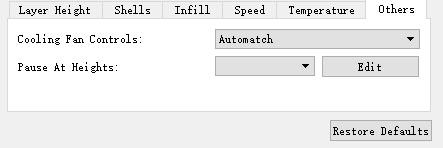 Layer Height Shells Infill Speed Temperature Others
Cooling Fan Controls: Automatch
Pause At Heights: Edit
Restore Defaults